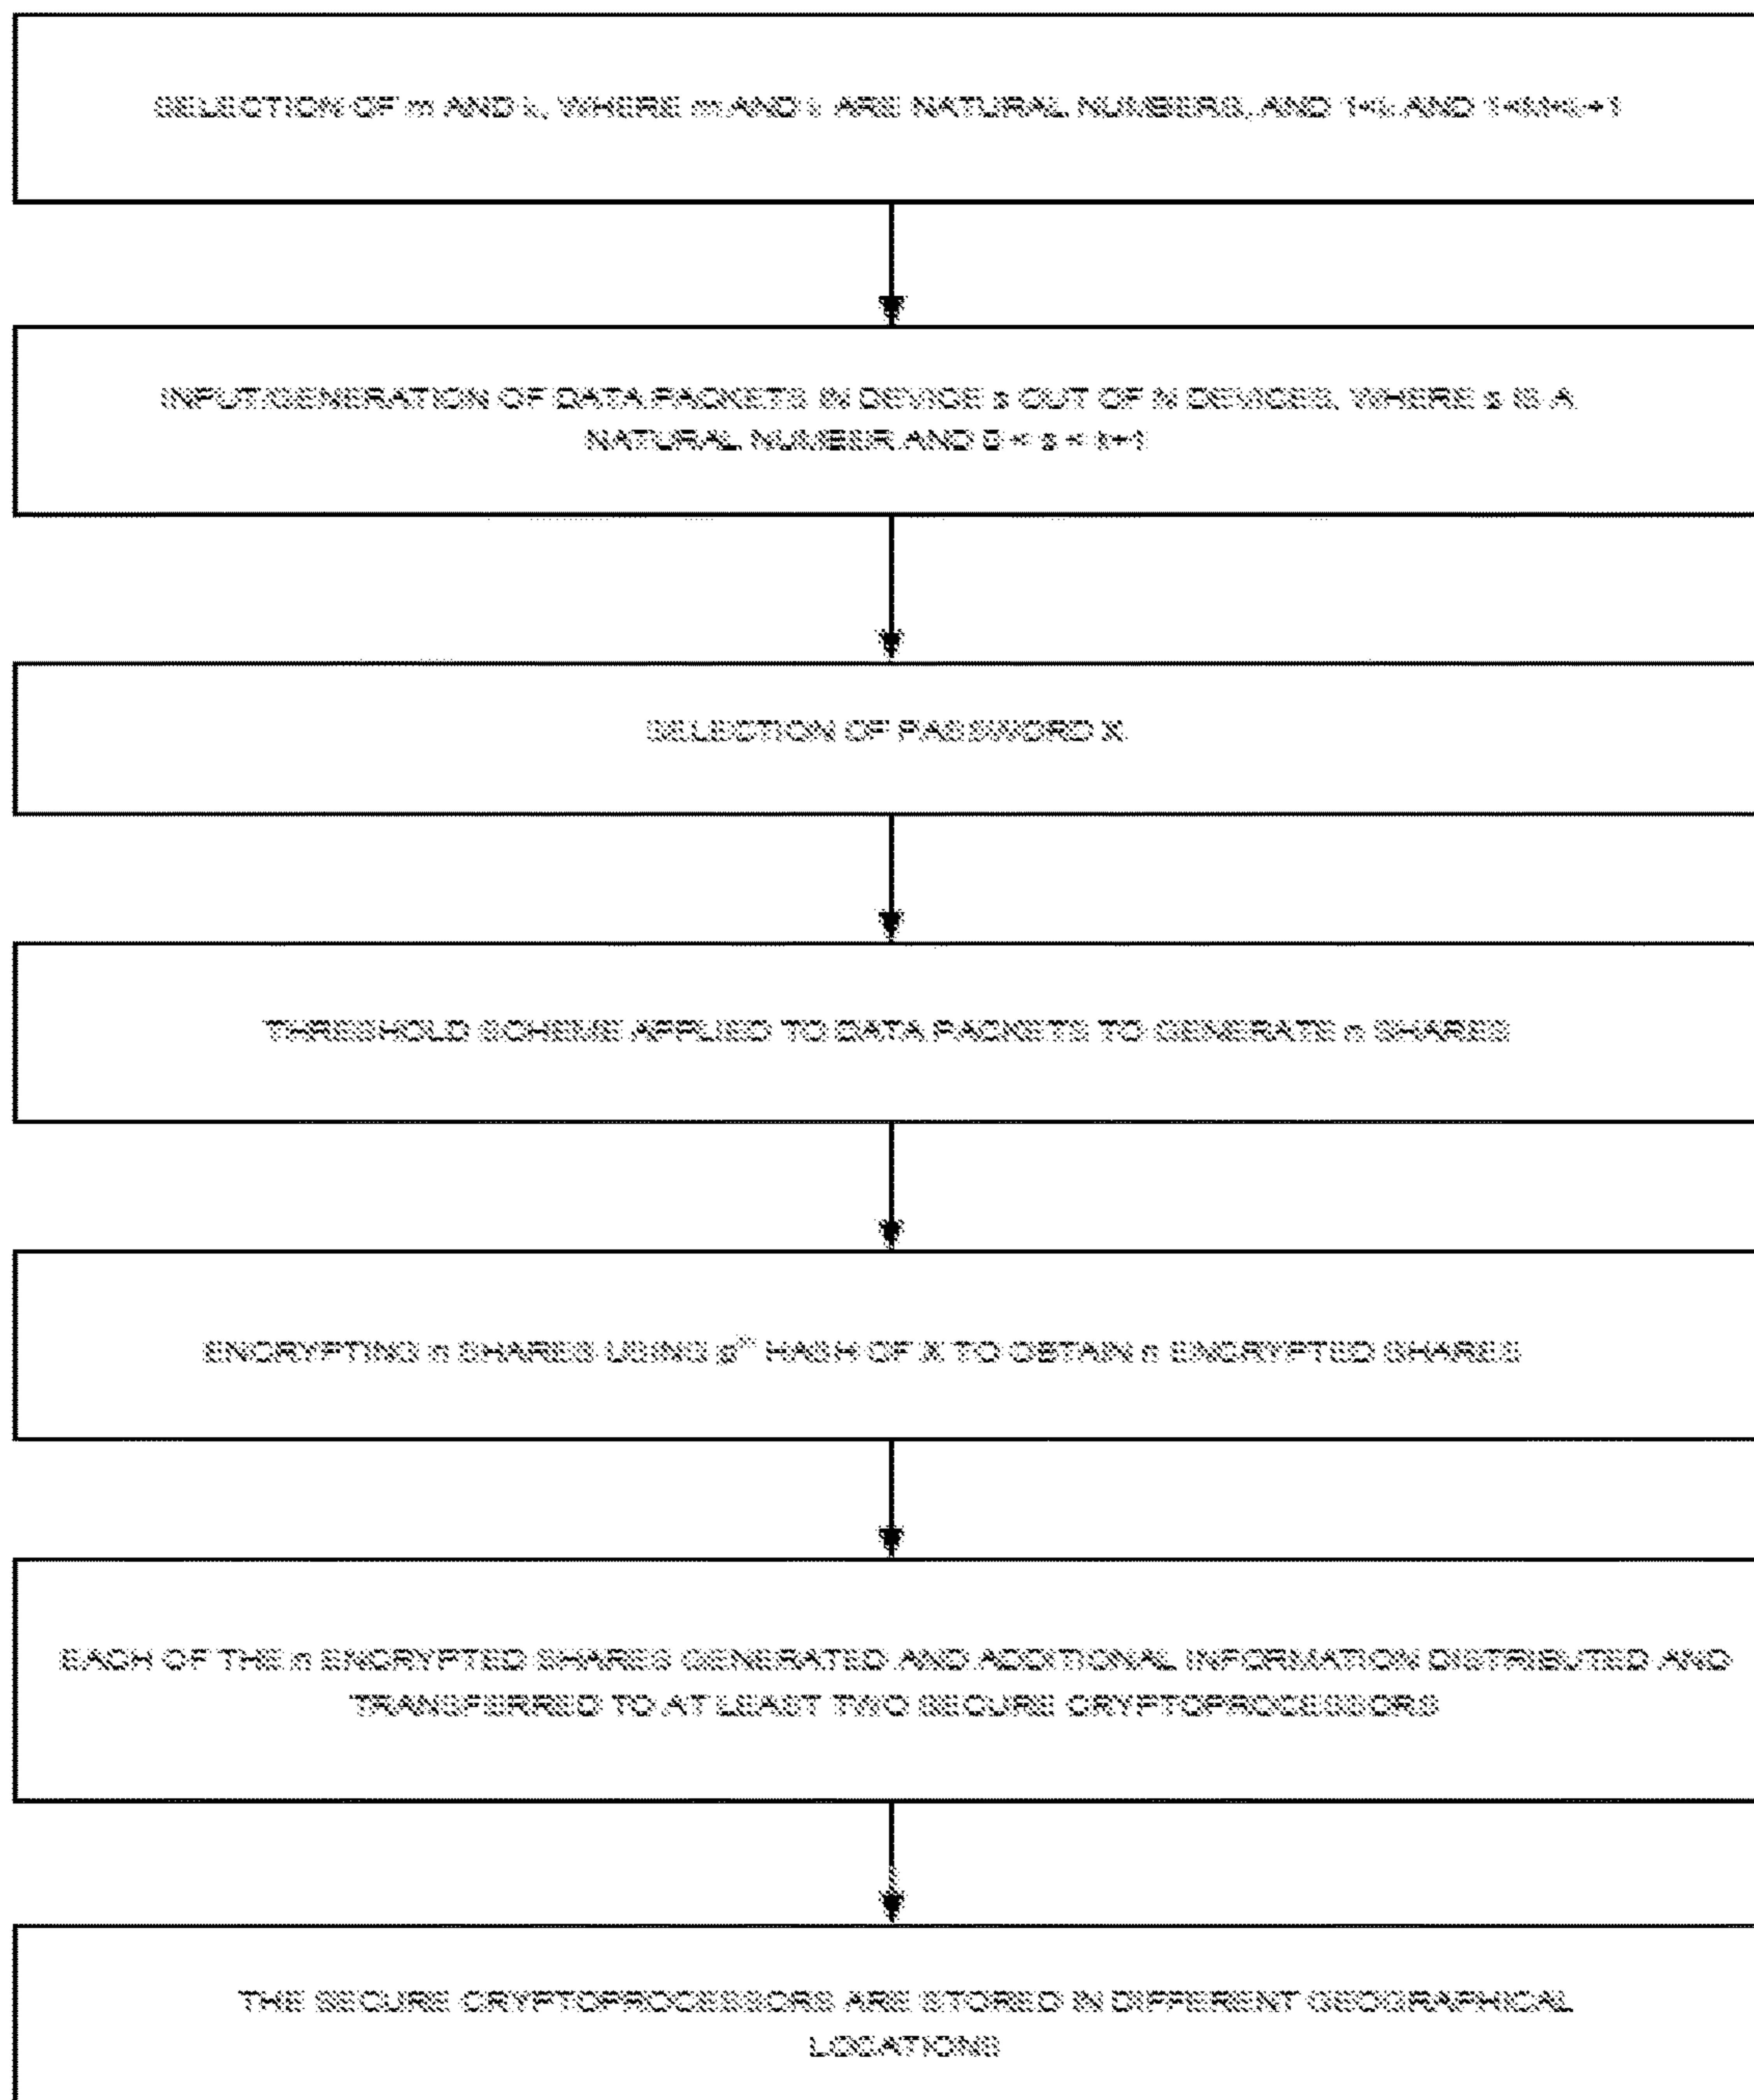 SELECTION OF m AND k, WHERE m AND k ARE NATURAL NUMBERS, AND AND
INPUT/GENERATION OF DATA PACKETS IN DEVICE s OUT OF N DEVICES, WHERE s IS A
NATURAL NUMBER AND
SELECTION OF PASSWORD X
THRESHOLD SCHEME APPLIED TO DATA PACKETS TO GENERATE n SHARES
ENCRYPTING n SHARES USING HASH OF X TO OBTAIN n ENCRYPTED SHARES
EACH OF THE n ENCRYPTED SHARES GENERATED AND ADDITIONAL INFORMATION DISTRIBUTED AND
TRANSFERRED TO AT LEAST TWO SECURE CRYPTOPROCESSORS
THE SECURE CRYPTOPROCESSORS ARE STORED IN DIFFERENT GEOGRAPHICAL
LOCATIONS